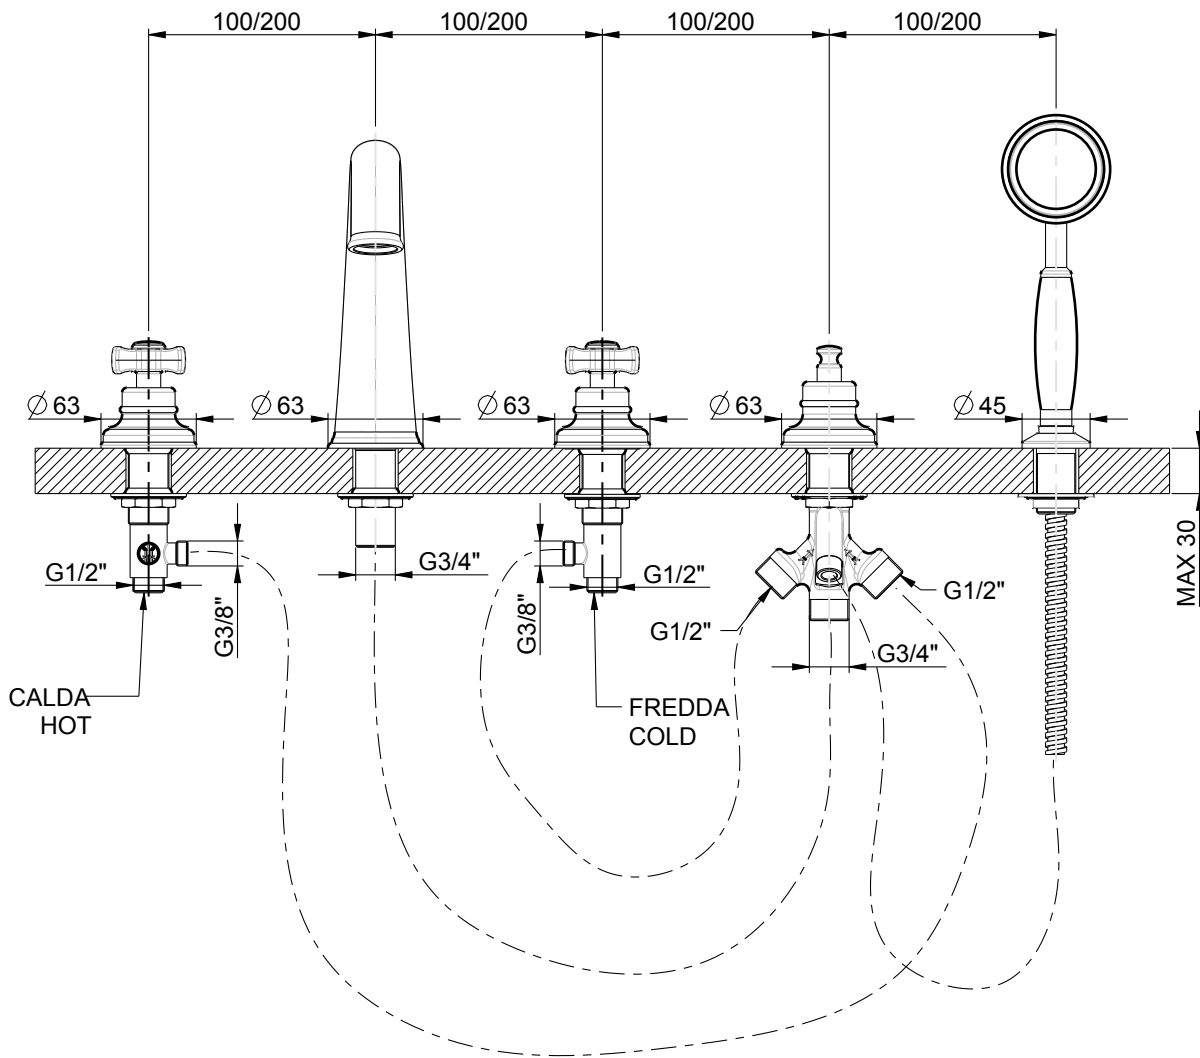 100/200 100/200 100/200 100/200
Ø 63 Ø 63 Ø 63 Ø 63 Ø 45
MAX 30
G1/2" G3/8" G3/4" G3/8" G1/2" G1/2" G3/4" G1/2"
CALDA
HOT
FREDDA
COLD